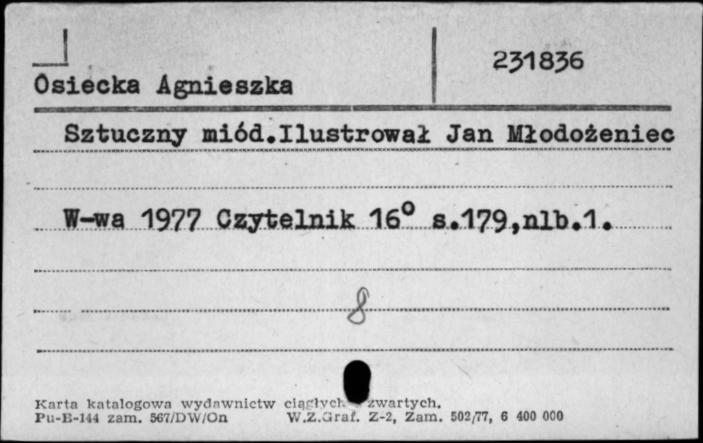 231836
Osiecka Agnieszka
Sztuczny miód.Ilustrował Jan Młodożeniec
W-wa 1977 Czytelnik 16° s.179,nlb.1.
8
Karta katalogowa wydawnictw ciągłych zwartych.
Pu-B-144 zam. 567/DW/On W.Z.Graf. Z-2, Zam. 502/77, 6 400 000